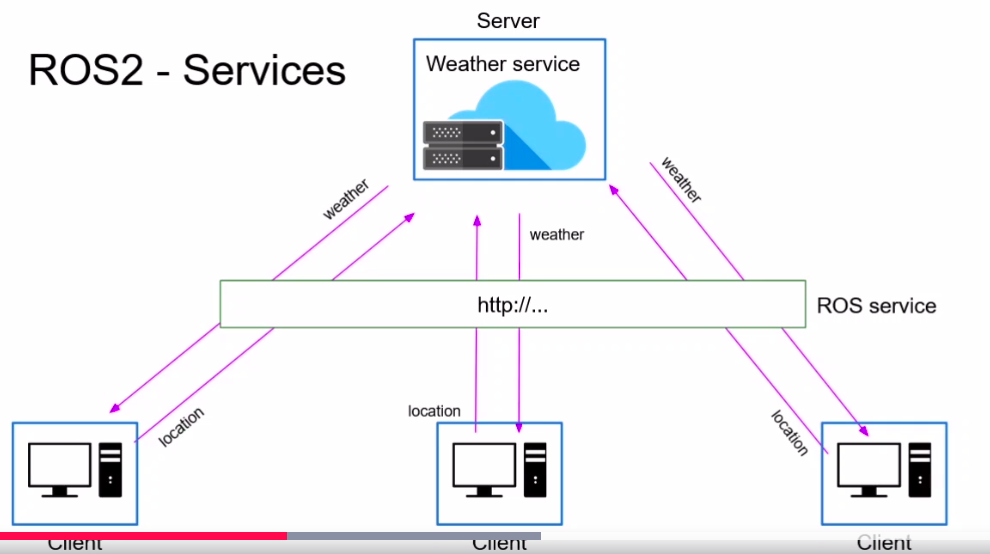 Server
ROS2 - Services
Weather service
weather
weather
weather
http://...
ROS service
location
location
location
Client
Client
Client